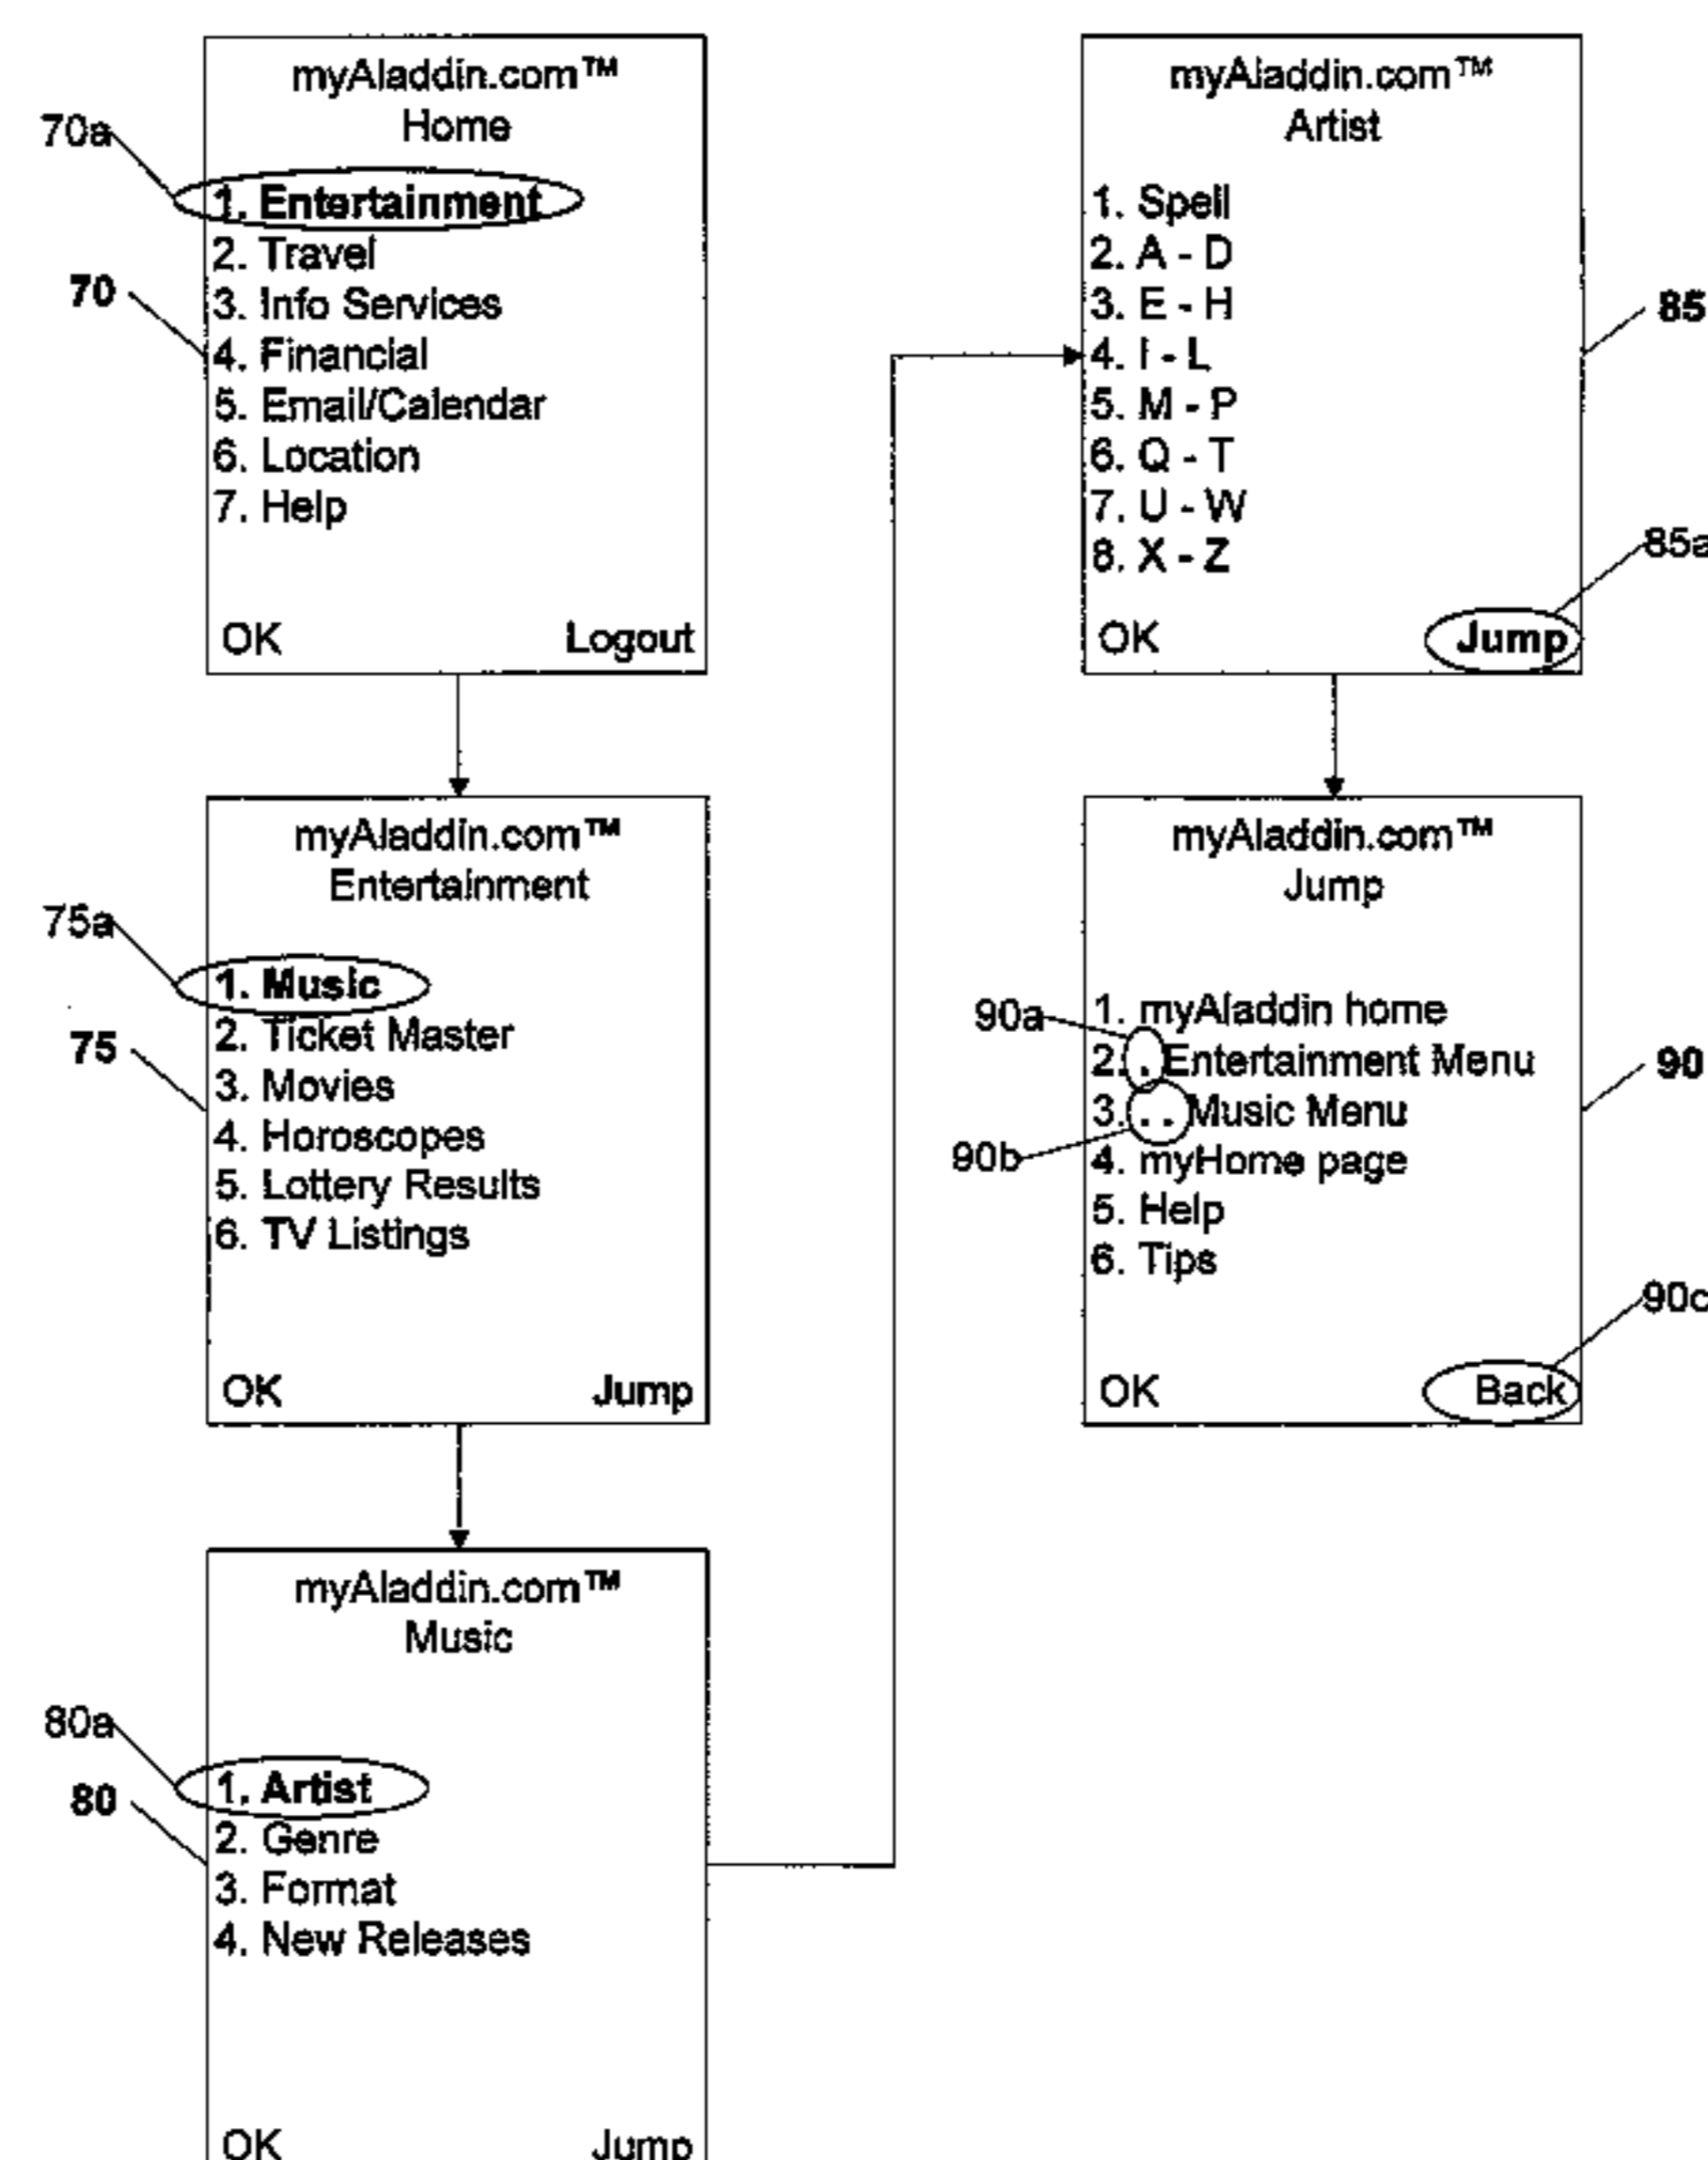 myAladdin.com™
Home
70a
1. Entertainment
2. Travel
70
3. Info Services
4. Financial
5. Email/Calendar
6. Location
7. Help
OK Logout
myAladdin.com™
Entertainment
75a
1. Music
2. Ticket Master
75
3. Movies
4. Horoscopes
5. Lottery Results
6. TV Listings
OK Jump
myAladdin.com™
Music
80a
1. Artist
80
2. Genre
3. Format
4. New Releases
OK Jump
myAladdin.com™
Artist
1. Spell
2. A - D
3. E - H
85
4. I - L
5. M - P
6. Q - T
7. U - W
8. X - Z
85a
OK Jump
myAladdin.com™
Jump
90a
1. myAladdin home
2. . Entertainment Menu
90
3. . . Music Menu
90b
4. myHome page
5. Help
6. Tips
90c
OK Back